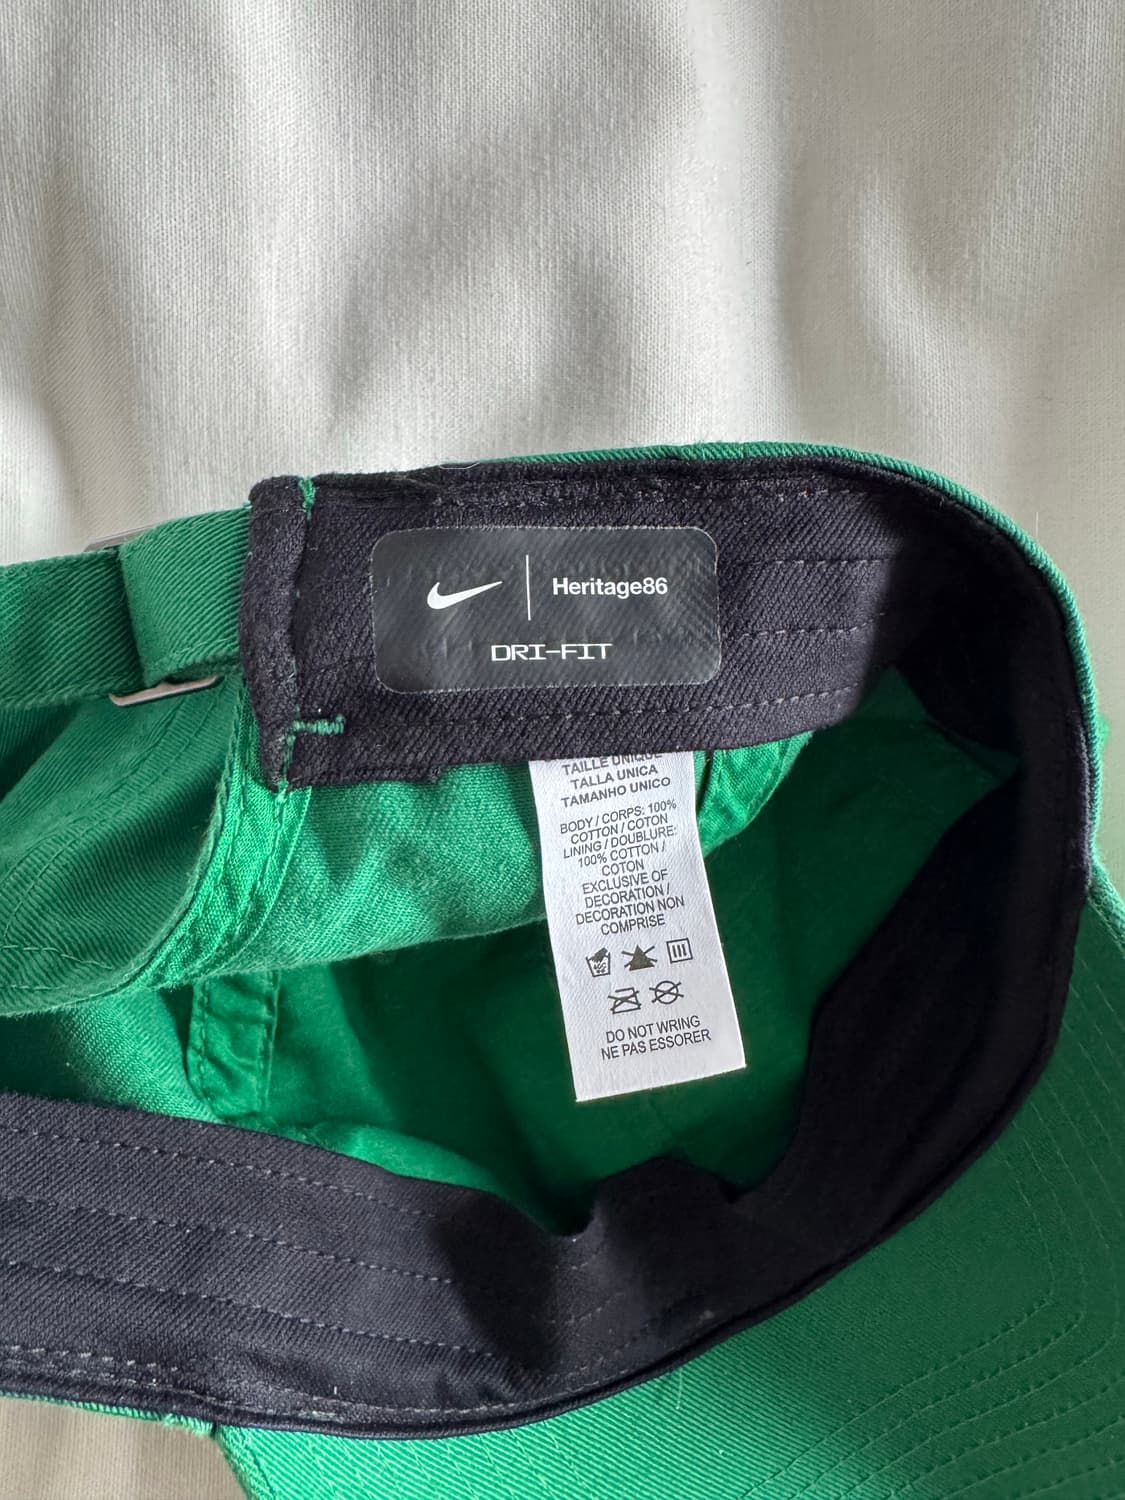 Heritage86
DRI-FIT
TAILLE UNIQUE
TALLA UNICA
TAMANHO UNICO
BODY / CORPS: 100%
COTTON / COTON
LINING / DOUBLURE:
100% COTTON /
COTON
EXCLUSIVE OF
DECORATION /
DECORATION NON
COMPRISE
DO NOT WRING
NE PAS ESSORER